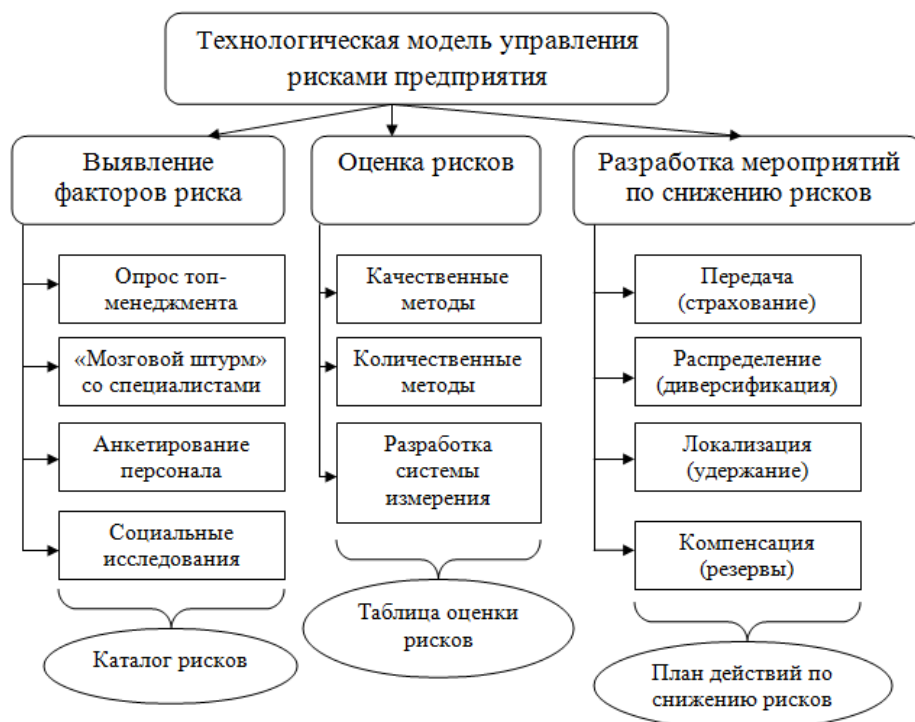 Технологическая модель управления
рисками предприятия
Выявление
факторов риска
Опрос топ-
менеджмента
«Мозговой штурм»
со специалистами
Анкетирование
персонала
Социальные
исследования
Каталог рисков
Оценка рисков
Качественные
методы
Количественные
методы
Разработка
системы
измерения
Таблица оценки
рисков
Разработка мероприятий
по снижению рисков
Передача
(страхование)
Распределение
(диверсификация)
Локализация
(удержание)
Компенсация
(резервы)
План действий по
снижению рисков